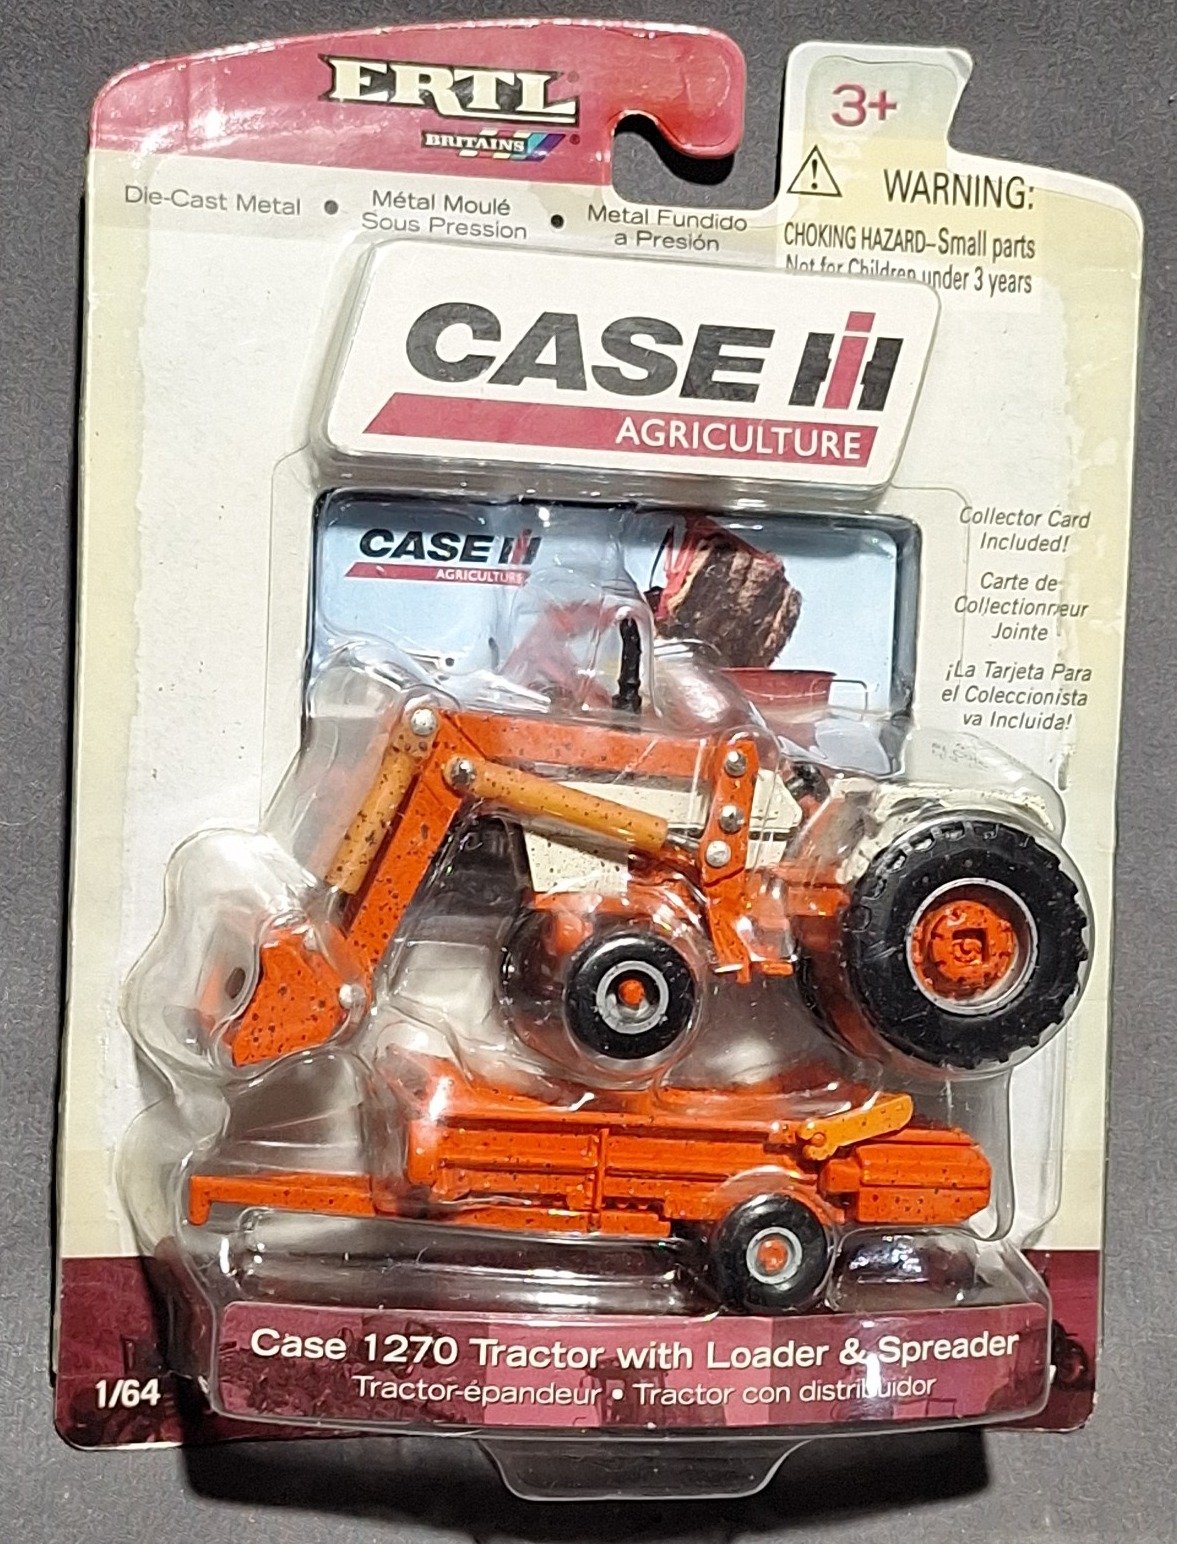 ERTL
BRITAINS
3+
WARNING:
CHOKING HAZARD–Small parts
Not for Children under 3 years
Die-Cast Metal • Métal Moulé Sous Pression • Metal Fundido a Presión
CASE IH
AGRICULTURE
CASE IH
AGRICULTURE
Collector Card
Included!
Carte de
Collectionneur
Jointe
¡La Tarjeta Para
el Coleccionista
va Incluida!
Case 1270 Tractor with Loader & Spreader
Tractor-épandeur • Tractor con distribuidor
1/64